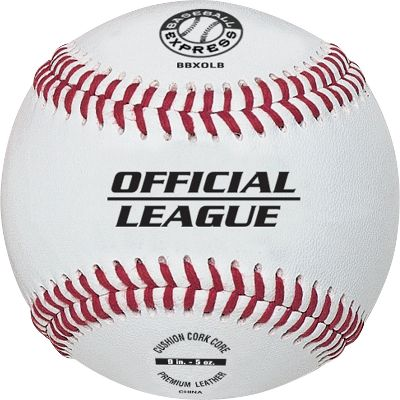 BASEBALL
EXPRESS
BBXOLB
OFFICIAL
LEAGUE
CUSHION CORK CORE
9 in. - 5 oz.
PREMIUM LEATHER
CHINA